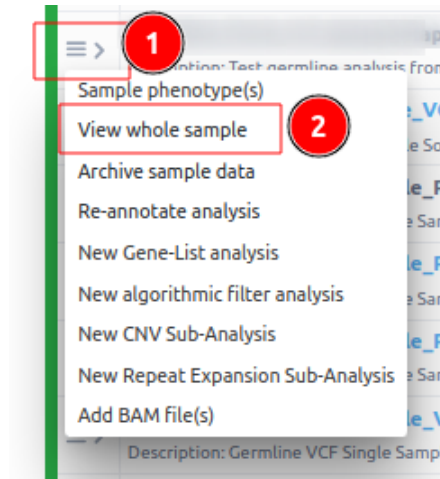 1
Description: Test germline analysis from
Sample phenotype(s)
View whole sample
2
Archive sample data
Re-annotate analysis
New Gene-List analysis
New algorithmic filter analysis
New CNV Sub-Analysis
New Repeat Expansion Sub-Analysis
Add BAM file(s)
Description: Germline VCF Single Samp